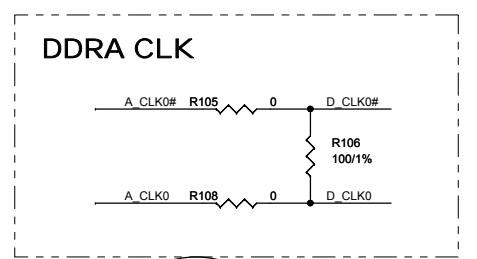 DDRA CLK
A_CLK0# R105 0 D_CLK0#
R106
100/1%
A_CLK0 R108 0 D_CLK0